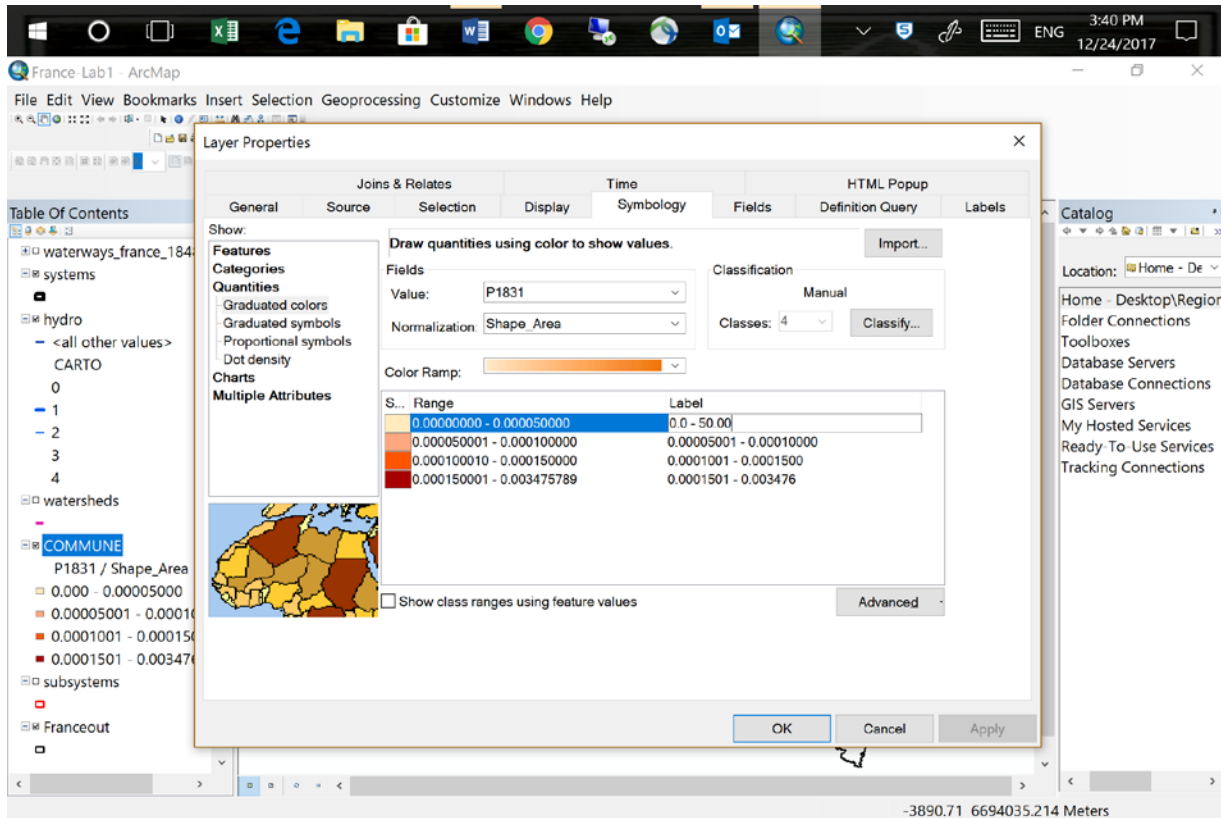 ENG
3:40 PM
12/24/2017
France-Lab1 - ArcMap
File Edit View Bookmarks Insert Selection Geoprocessing Customize Windows Help
Layer Properties
Joins & Relates Time HTML Popup
General Source Selection Display Symbology Fields Definition Query Labels
Table Of Contents
waterways_france_184
systems
hydro
<all other values>
CARTO
0
1
2
3
4
watersheds
COMMUNE
P1831 / Shape_Area
0.000 - 0.00005000
0.00005001 - 0.00010
0.0001001 - 0.00015
0.0001501 - 0.00347
subsystems
Franceout
Show:
Features
Categories
Quantities
Graduated colors
Graduated symbols
Proportional symbols
Dot density
Charts
Multiple Attributes
Draw quantities using color to show values.
Import...
Fields
Value: P1831
Normalization: Shape_Area
Classification
Manual
Classes: 4 Classify...
Color Ramp:
S... Range Label
0.00000000 - 0.000050000 0.0 - 50.00
0.000050001 - 0.000100000 0.00005001 - 0.00010000
0.000100010 - 0.000150000 0.0001001 - 0.0001500
0.000150001 - 0.003475789 0.0001501 - 0.003476
Show class ranges using feature values
Advanced
OK Cancel Apply
Catalog
Location: Home - De
Home - Desktop\Region
Folder Connections
Toolboxes
Database Servers
Database Connections
GIS Servers
My Hosted Services
Ready-To-Use Services
Tracking Connections
-3890.71 6694035.214 Meters